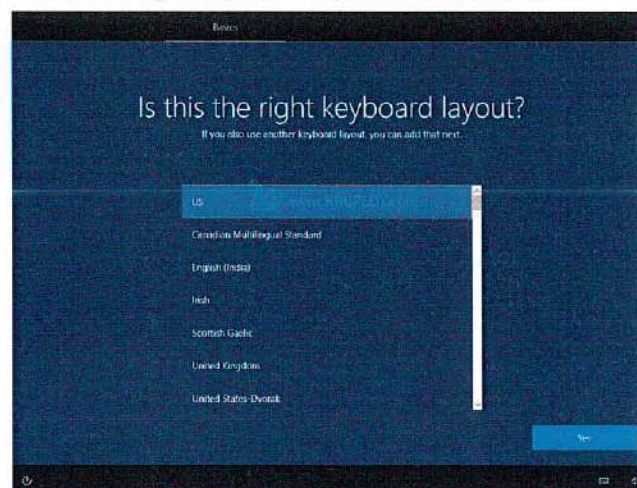 Basics
Is this the right keyboard layout?
If you also use another keyboard layout, you can add that next.
US
Canadian Multilingual Standard
English (India)
Irish
Scottish Gaelic
United Kingdom
United States-Dvorak
Yes